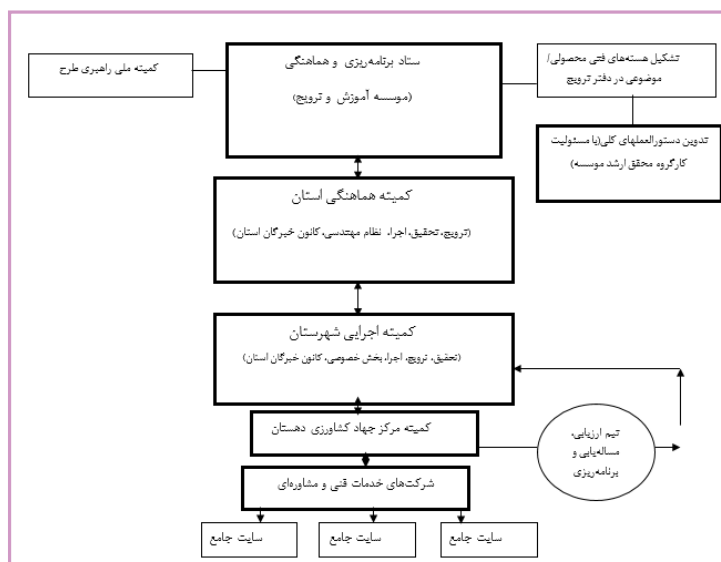 ستاد برنامه‌ریزی و هماهنگی
(موسسه آموزش و ترویج)
کمیته ملی راهبری طرح
تشکیل هسته‌های فنی محصولی/
موضوعی در دفتر ترویج
تدوین دستورالعملهای کلی(با مسئولیت
کارگروه محقق ارشد موسسه)
کمیته هماهنگی استان
(ترویج، تحقیق، اجرا، نظام مهندسی، کانون خبرگان استان)
کمیته اجرایی شهرستان
(تحقیق، ترویج، اجرا، بخش خصوصی، کانون خبرگان استان)
کمیته مرکز جهاد کشاورزی دهستان
تیم ارزیابی،
مساله‌یابی و
برنامه‌ریزی
شرکت‌های خدمات فنی و مشاوره‌ای
سایت جامع
سایت جامع
سایت جامع